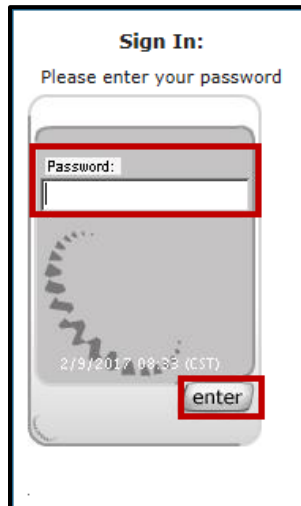 Sign In:
Please enter your password
Password:
2/9/2017 08:33 (CST)
enter